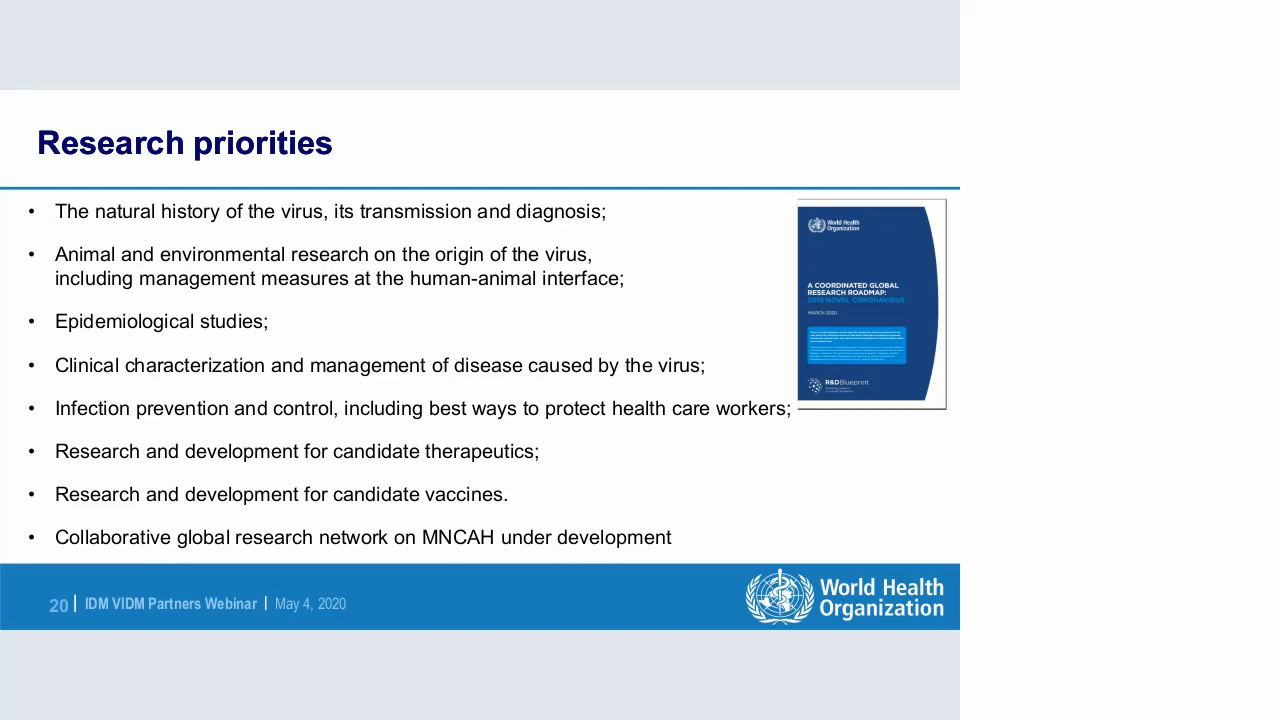 Research priorities
• The natural history of the virus, its transmission and diagnosis;
• Animal and environmental research on the origin of the virus,
including management measures at the human-animal interface;
• Epidemiological studies;
• Clinical characterization and management of disease caused by the virus;
• Infection prevention and control, including best ways to protect health care workers;
• Research and development for candidate therapeutics;
• Research and development for candidate vaccines.
• Collaborative global research network on MNCAH under development
World Health
Organization
A COORDINATED GLOBAL
RESEARCH ROADMAP:
2019 NOVEL CORONAVIRUS
MARCH 2020
R&DBlueprint
20 | IDM VIDM Partners Webinar | May 4, 2020
World Health
Organization